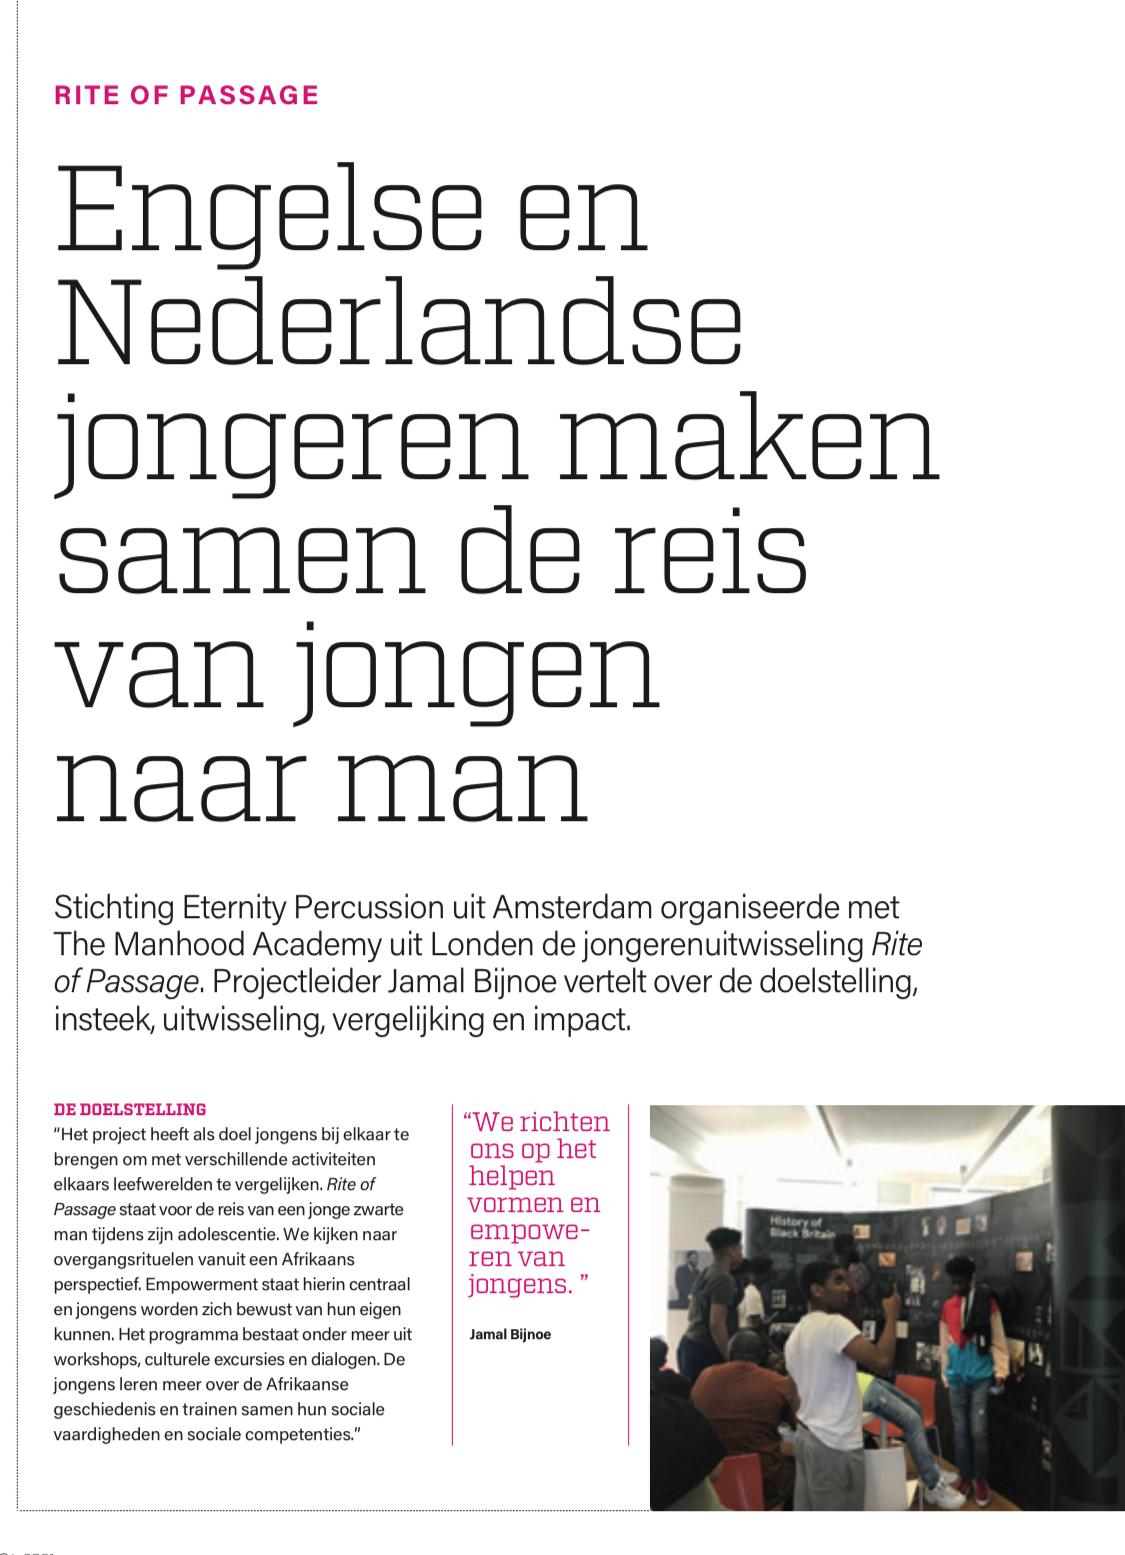 RITE OF PASSAGE
Engelse en
Nederlandse
jongeren maken
samen de reis
van jongen
naar man
Stichting Eternity Percussion uit Amsterdam organiseerde met
The Manhood Academy uit Londen de jongerenuitwisseling Rite
of Passage. Projectleider Jamal Bijnoe vertelt over de doelstelling,
insteek, uitwisseling, vergelijking en impact.
DE DOELSTELLING
“Het project heeft als doel jongens bij elkaar te
brengen om met verschillende activiteiten
elkaars leefwerelden te vergelijken. Rite of
Passage staat voor de reis van een jonge zwarte
man tijdens zijn adolescentie. We kijken naar
overgangsrituelen vanuit een Afrikaans
perspectief. Empowerment staat hierin centraal
en jongens worden zich bewust van hun eigen
kunnen. Het programma bestaat onder meer uit
workshops, culturele excursies en dialogen. De
jongens leren meer over de Afrikaanse
geschiedenis en trainen samen hun sociale
vaardigheden en sociale competenties.”
“We richten
ons op het
helpen
vormen en
empowe-
ren van
jongens. ”
Jamal Bijnoe
History of
Black Britain